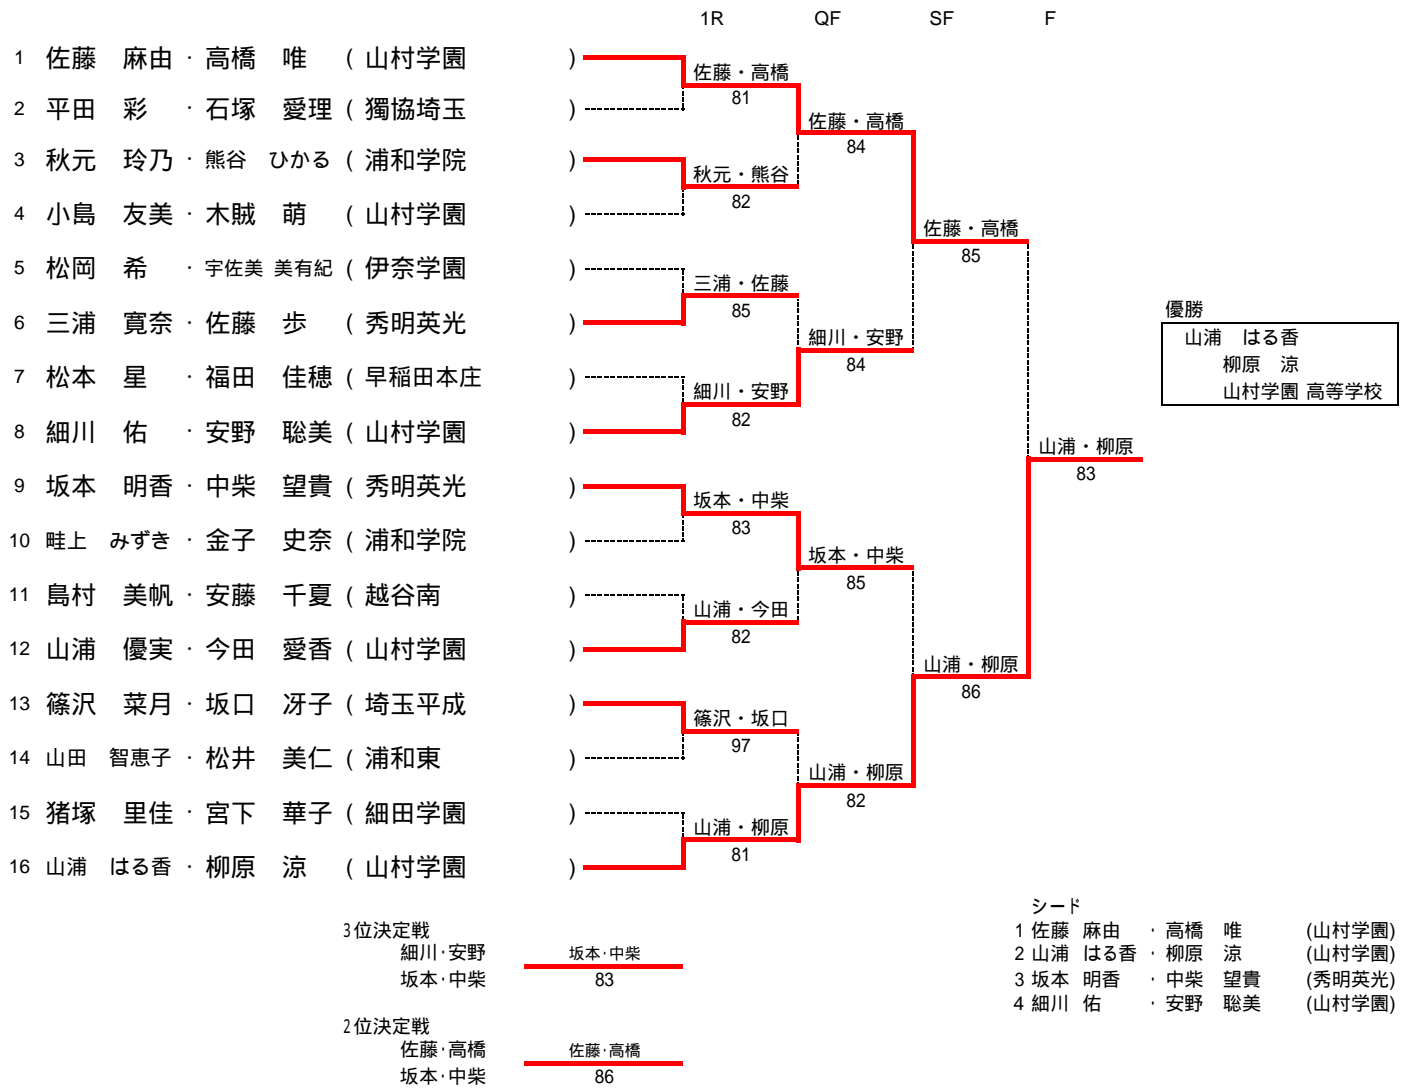 1R QF SF F
1 佐藤 麻由 ・ 高橋 唯 ( 山村学園 )
佐藤・高橋
81
2 平田 彩 ・ 石塚 愛理 ( 獨協埼玉 )
佐藤・高橋
84
3 秋元 玲乃 ・ 熊谷 ひかる ( 浦和学院 )
秋元・熊谷
82
4 小島 友美 ・ 木賊 萌 ( 山村学園 )
佐藤・高橋
85
5 松岡 希 ・ 宇佐美 美有紀 ( 伊奈学園 )
三浦・佐藤
85
6 三浦 寛奈 ・ 佐藤 歩 ( 秀明英光 )
細川・安野
84
7 松本 星 ・ 福田 佳穂 ( 早稲田本庄 )
細川・安野
82
8 細川 佑 ・ 安野 聡美 ( 山村学園 )
優勝
山浦 はる香
柳原 涼
山村学園 高等学校
山浦・柳原
83
9 坂本 明香 ・ 中柴 望貴 ( 秀明英光 )
坂本・中柴
83
10 畦上 みずき ・ 金子 史奈 ( 浦和学院 )
坂本・中柴
85
11 島村 美帆 ・ 安藤 千夏 ( 越谷南 )
山浦・今田
82
12 山浦 優実 ・ 今田 愛香 ( 山村学園 )
山浦・柳原
86
13 篠沢 菜月 ・ 坂口 冴子 ( 埼玉平成 )
篠沢・坂口
97
14 山田 智恵子 ・ 松井 美仁 ( 浦和東 )
山浦・柳原
82
15 猪塚 里佳 ・ 宮下 華子 ( 細田学園 )
山浦・柳原
81
16 山浦 はる香 ・ 柳原 涼 ( 山村学園 )
3位決定戦
細川・安野 坂本・中柴
坂本・中柴 83
2位決定戦
佐藤・高橋 佐藤・高橋
坂本・中柴 86
シード
1 佐藤 麻由 ・ 高橋 唯 (山村学園)
2 山浦 はる香 ・ 柳原 涼 (山村学園)
3 坂本 明香 ・ 中柴 望貴 (秀明英光)
4 細川 佑 ・ 安野 聡美 (山村学園)